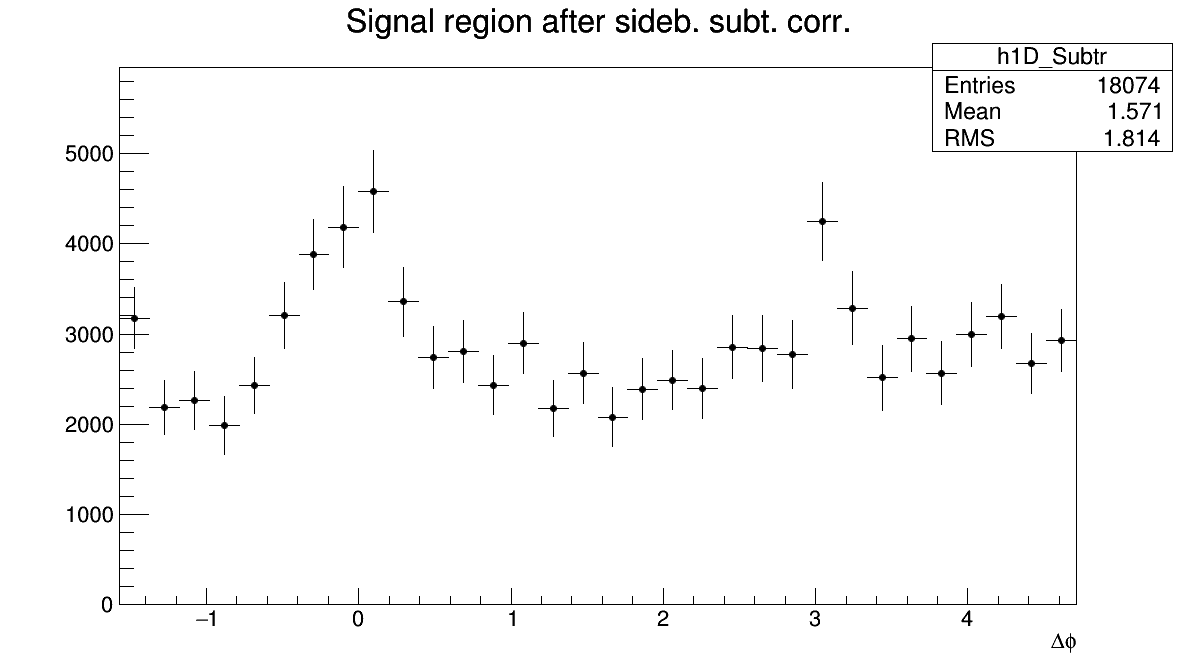 Signal region after sideb. subt. corr.
h1D_Subtr
Entries 18074
Mean 1.571
RMS 1.814
5000
4000
3000
2000
1000
0
−1 0 1 2 3 4
Δϕ